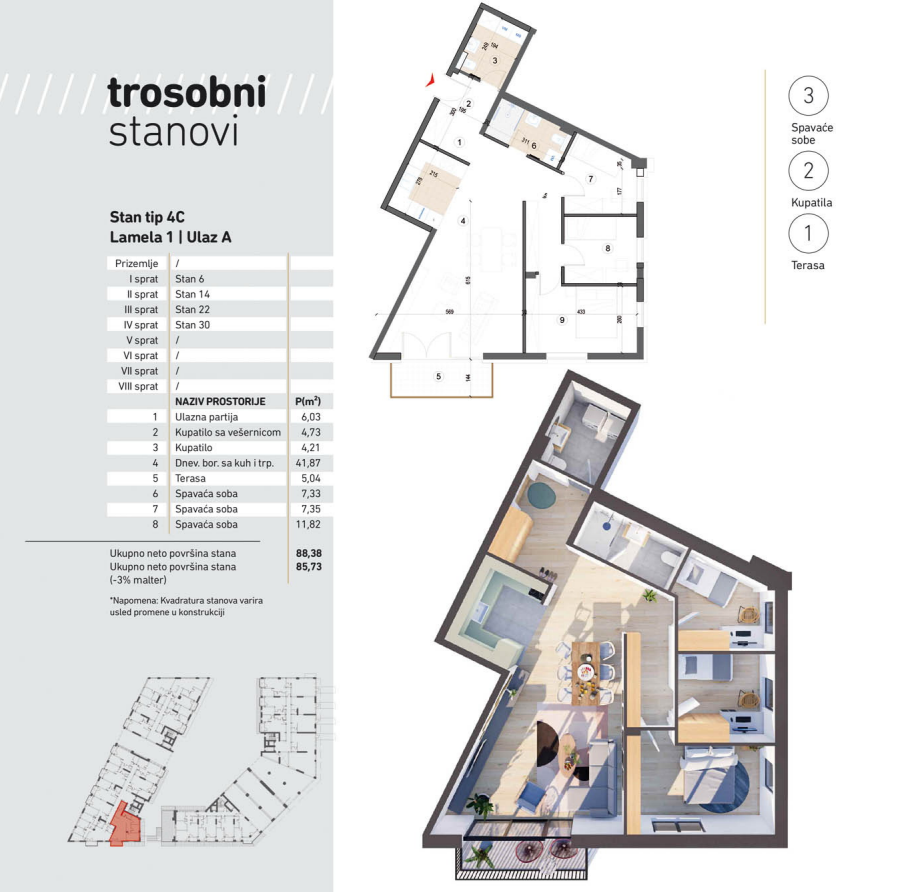 trosobni
stanovi
Stan tip 4C
Lamela 1 | Ulaz A
Prizemlje /
I sprat Stan 6
II sprat Stan 14
III sprat Stan 22
IV sprat Stan 30
V sprat /
VI sprat /
VII sprat /
VIII sprat /
NAZIV PROSTORIJE P(m²)
1 Ulazna partija 6,03
2 Kupatilo sa vešernicom 4,73
3 Kupatilo 4,21
4 Dnev. bor. sa kuh i trp. 41,87
5 Terasa 5,04
6 Spavaća soba 7,33
7 Spavaća soba 7,35
8 Spavaća soba 11,82
Ukupno neto površina stana 88,38
Ukupno neto površina stana 85,73
(-3% malter)
*Napomena: Kvadratura stanova varira
usled promene u konstrukciji
249 194
3
2
195
1
311 6
7
177
215
4
8
615
569
433
9
260
5
144
3
Spavaće
sobe
2
Kupatila
1
Terasa